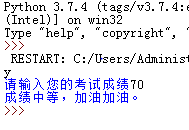 Python 3.7.4 (tags/v3.7.4:
(Intel)] on win32
Type "help", "copyright", "
>>>
RESTART: C:/Users/Administ
y
请输入您的考试成绩70
成绩中等，加油加油。
>>>